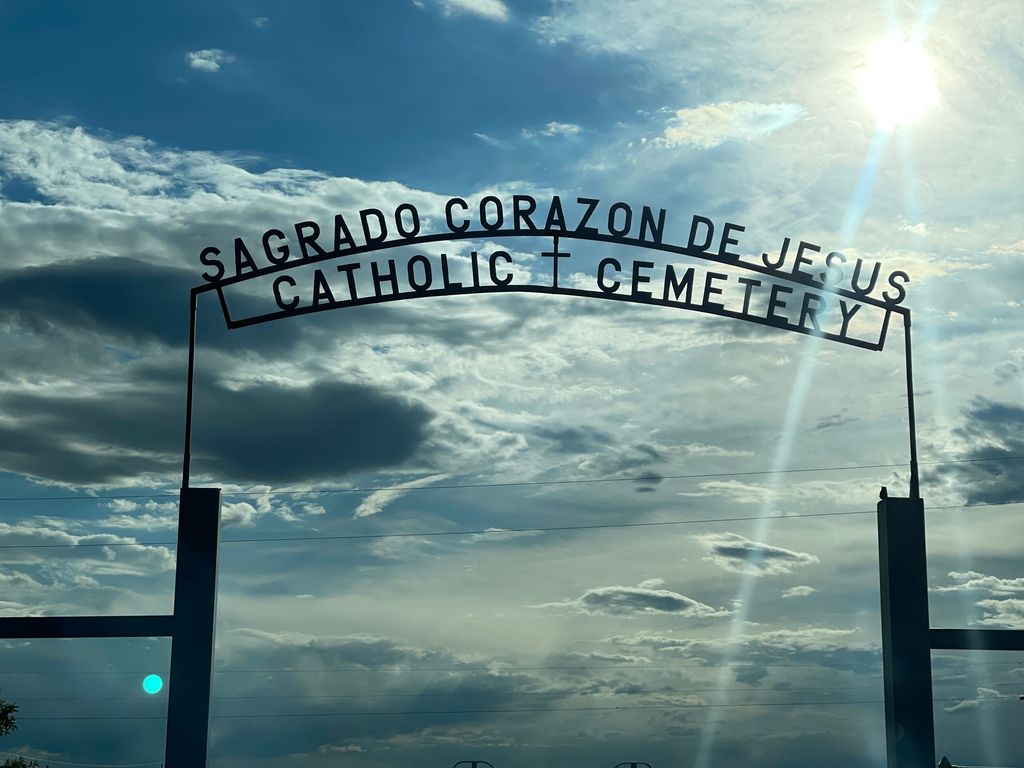 SAGRADO CORAZON DE JESUS
CATHOLIC CEMETERY